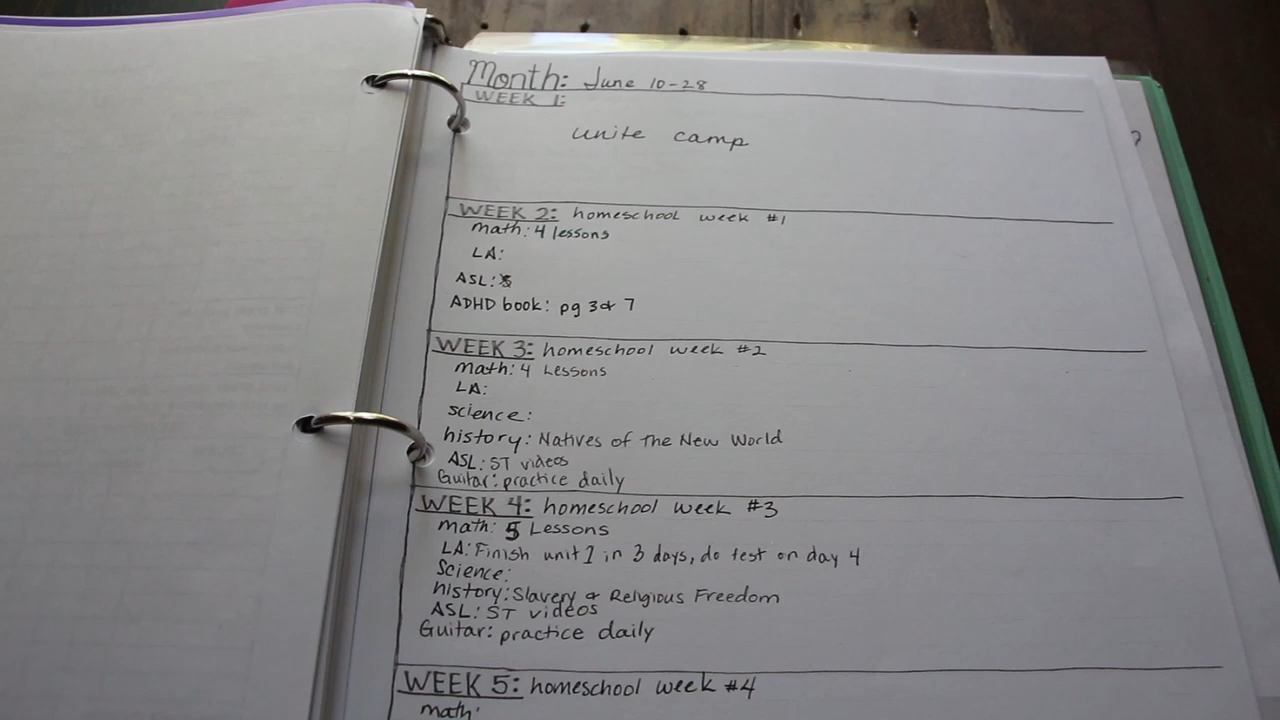 Month: June 10-28
WEEK 1:
unite camp
WEEK 2: homeschool week #1
math: 4 lessons
LA:
ASL:
ADHD book: pg 3 & 7
WEEK 3: homeschool week #2
math: 4 Lessons
LA:
science:
history: Natives of the New World
ASL: ST videos
Guitar: practice daily
WEEK 4: homeschool week #3
math: 5 Lessons
LA: Finish unit 1 in 3 days, do test on day 4
Science:
history: Slavery & Religious Freedom
ASL: ST videos
Guitar: practice daily
WEEK 5: homeschool week #4
math: